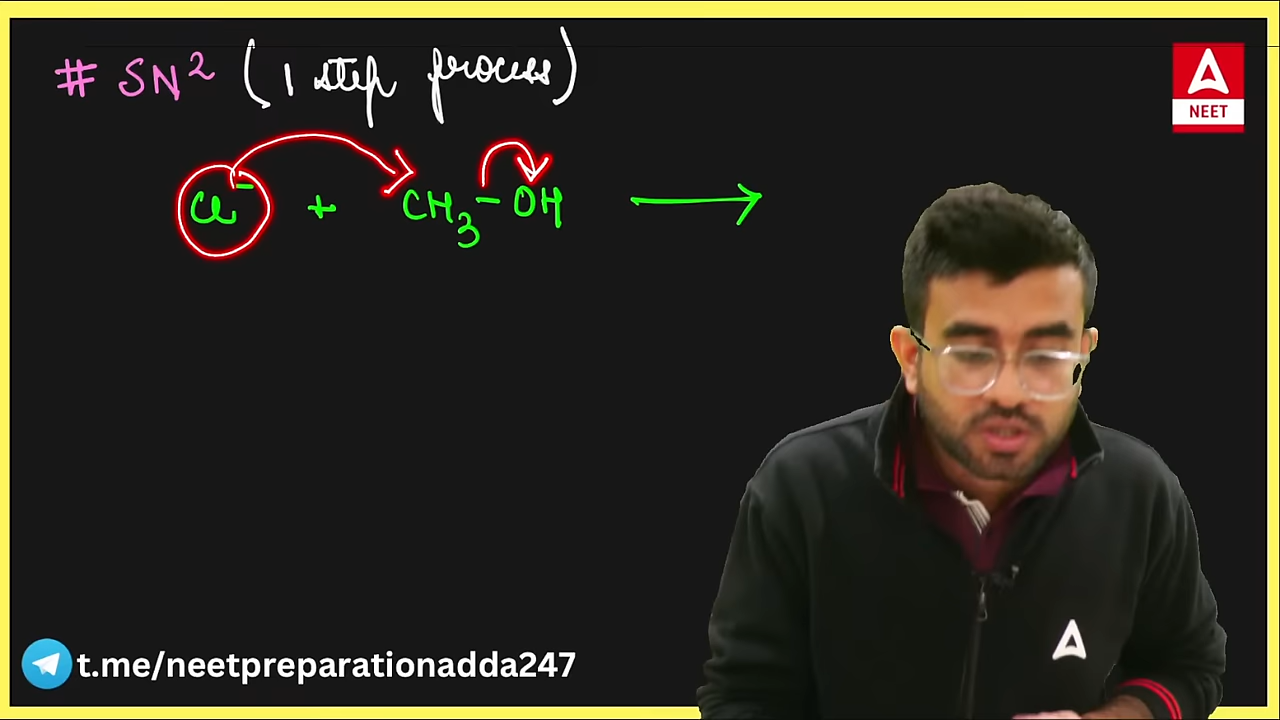 # SN² (1 step process)
NEET
Cl⁻ + CH₃-OH ⟶
t.me/neetpreparationadda247